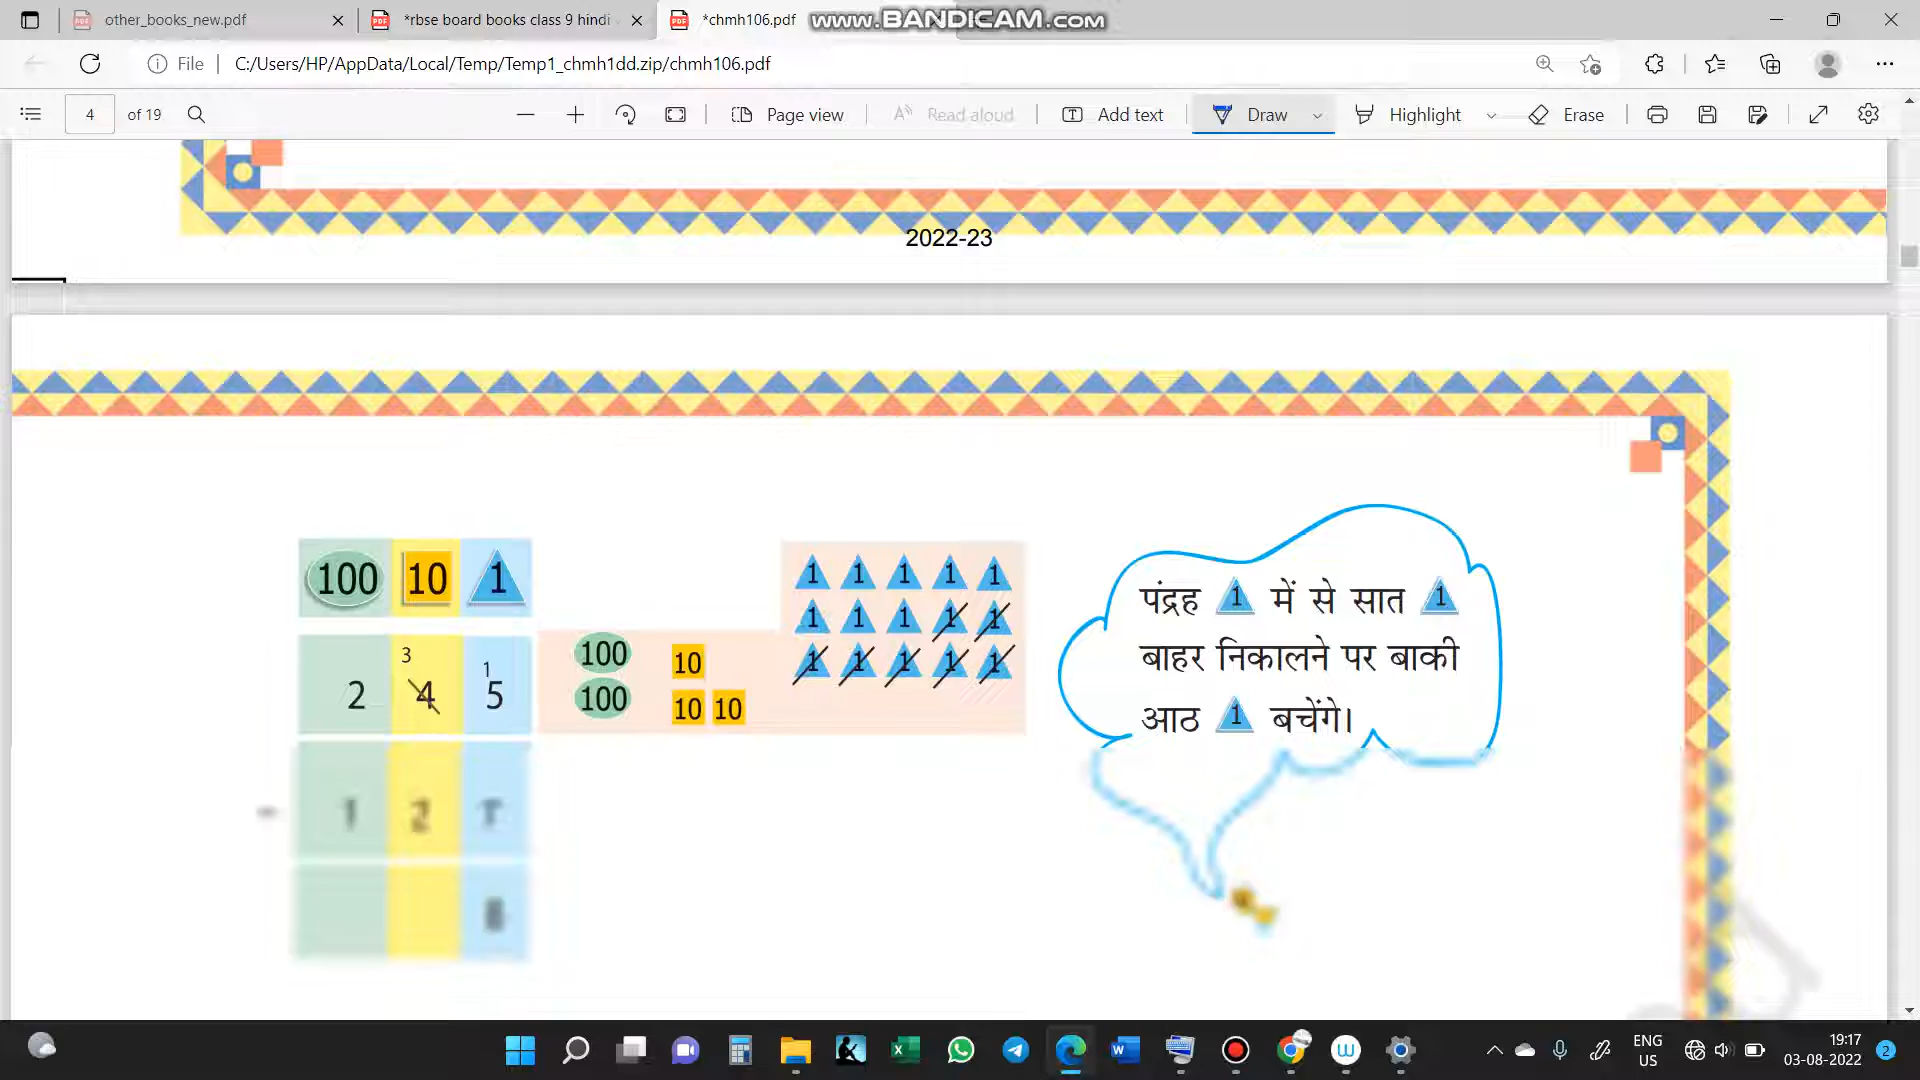 other_books_new.pdf
*rbse board books class 9 hindi
*chmh106.pdf
www.BANDICAM.com
File
C:/Users/HP/AppData/Local/Temp/Temp1_chmh1dd.zip/chmh106.pdf
4 of 19
Page view
Read aloud
Add text
Draw
Highlight
Erase
2022-23
100 10 1
3 1
2 4 5
1 2 7
8
100 10
100 10 10
1 1 1 1 1
1 1 1 1 1
1 1 1 1 1
पंद्रह 1 में से सात 1
बाहर निकालने पर बाकी
आठ 1 बचेंगे।
ENG
US
19:17
03-08-2022
2